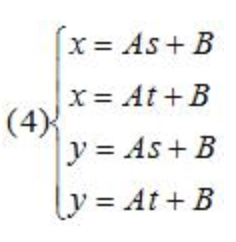 x = As + B
x = At + B
(4)
y = As + B
y = At + B